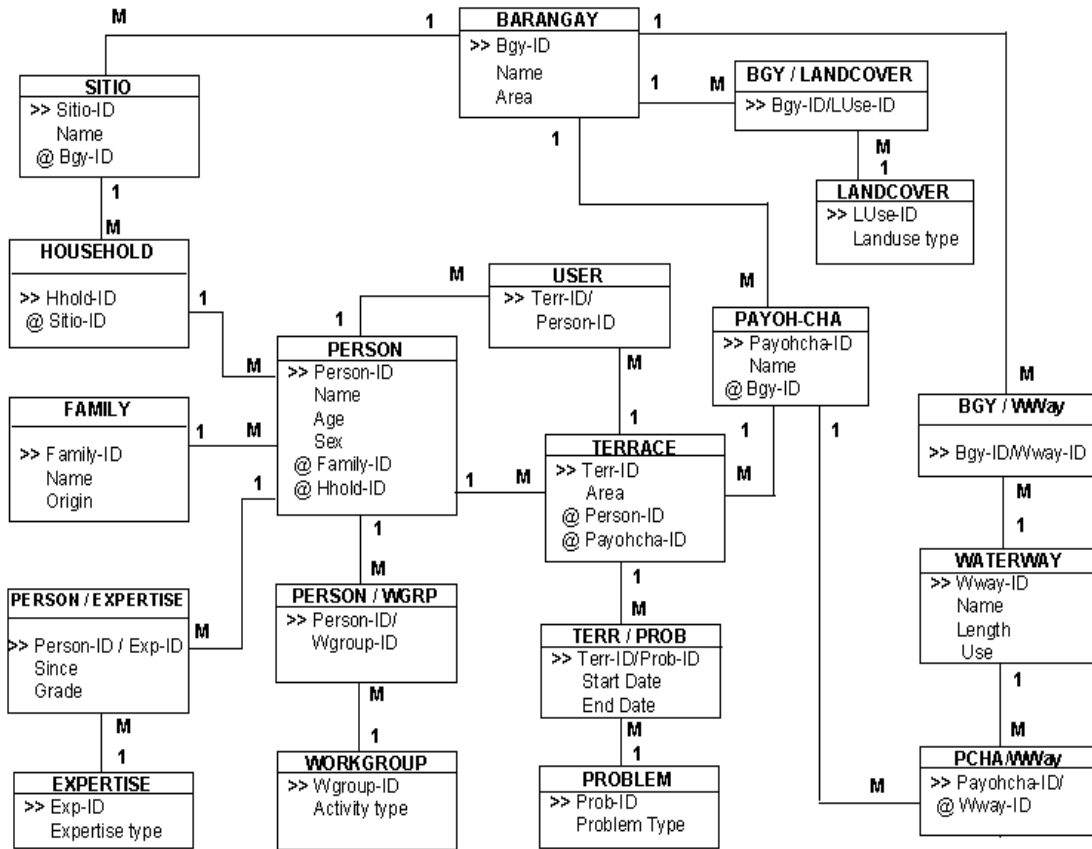 BARANGAY
>> Bgy-ID
Name
Area
M
1
1
SITIO
>> Sitio-ID
Name
@ Bgy-ID
1
M
BGY / LANDCOVER
>> Bgy-ID/LUse-ID
M
1
LANDCOVER
>> LUse-ID
Landuse type
1
1
M
HOUSEHOLD
>> Hhold-ID
@ Sitio-ID
1
M
M
USER
>> Terr-ID/
Person-ID
1
M
M
PAYOH-CHA
>> Payohcha-ID
Name
@ Bgy-ID
1
1
PERSON
>> Person-ID
Name
Age
Sex
@ Family-ID
@ Hhold-ID
FAMILY
>> Family-ID
Name
Origin
1
M
1
1
TERRACE
>> Terr-ID
Area
@ Person-ID
@ Payohcha-ID
1
M
M
M
BGY / WWay
>> Bgy-ID/Wway-ID
M
1
WATERWAY
>> Wway-ID
Name
Length
Use
1
M
1
M
PERSON / EXPERTISE
>> Person-ID / Exp-ID
Since
Grade
M
M
1
PERSON / WGRP
>> Person-ID/
Wgroup-ID
M
1
1
M
TERR / PROB
>> Terr-ID/Prob-ID
Start Date
End Date
M
1
EXPERTISE
>> Exp-ID
Expertise type
WORKGROUP
>> Wgroup-ID
Activity type
PROBLEM
>> Prob-ID
Problem Type
M
PCHA/WWay
>> Payohcha-ID/
@ Wway-ID